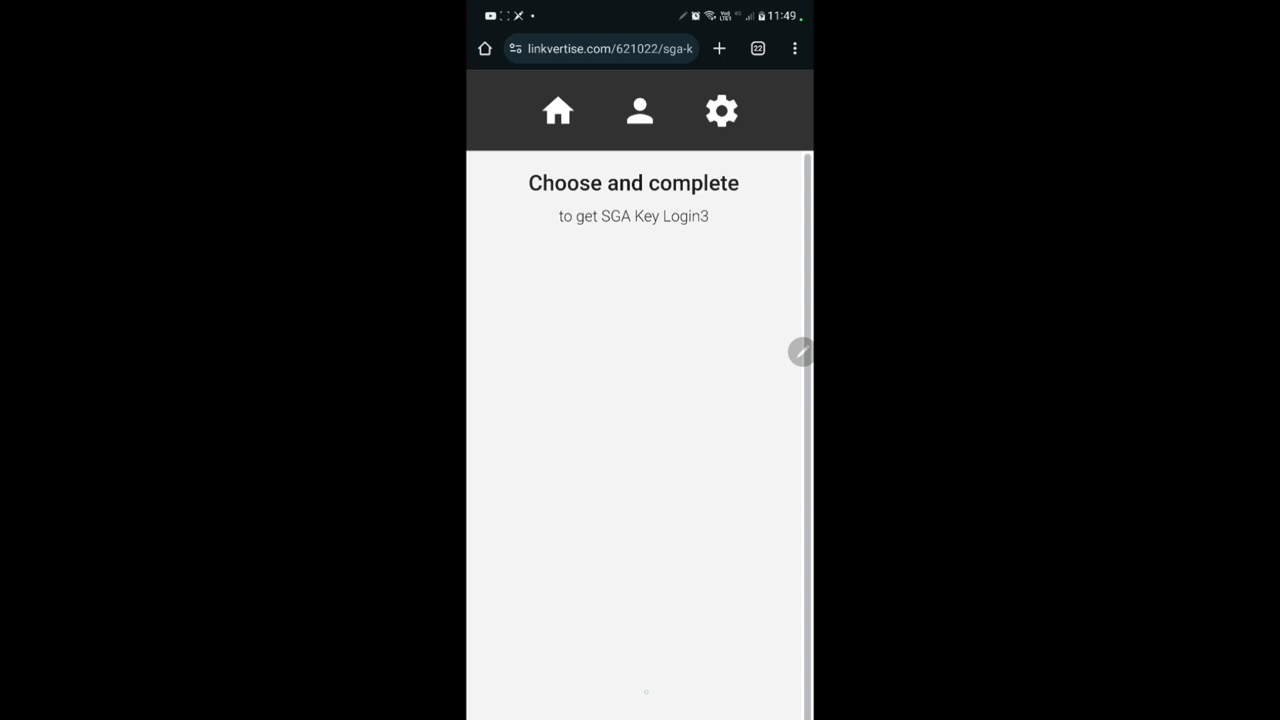 11:49
linkvertise.com/621022/sga-k
22
Choose and complete
to get SGA Key Login3